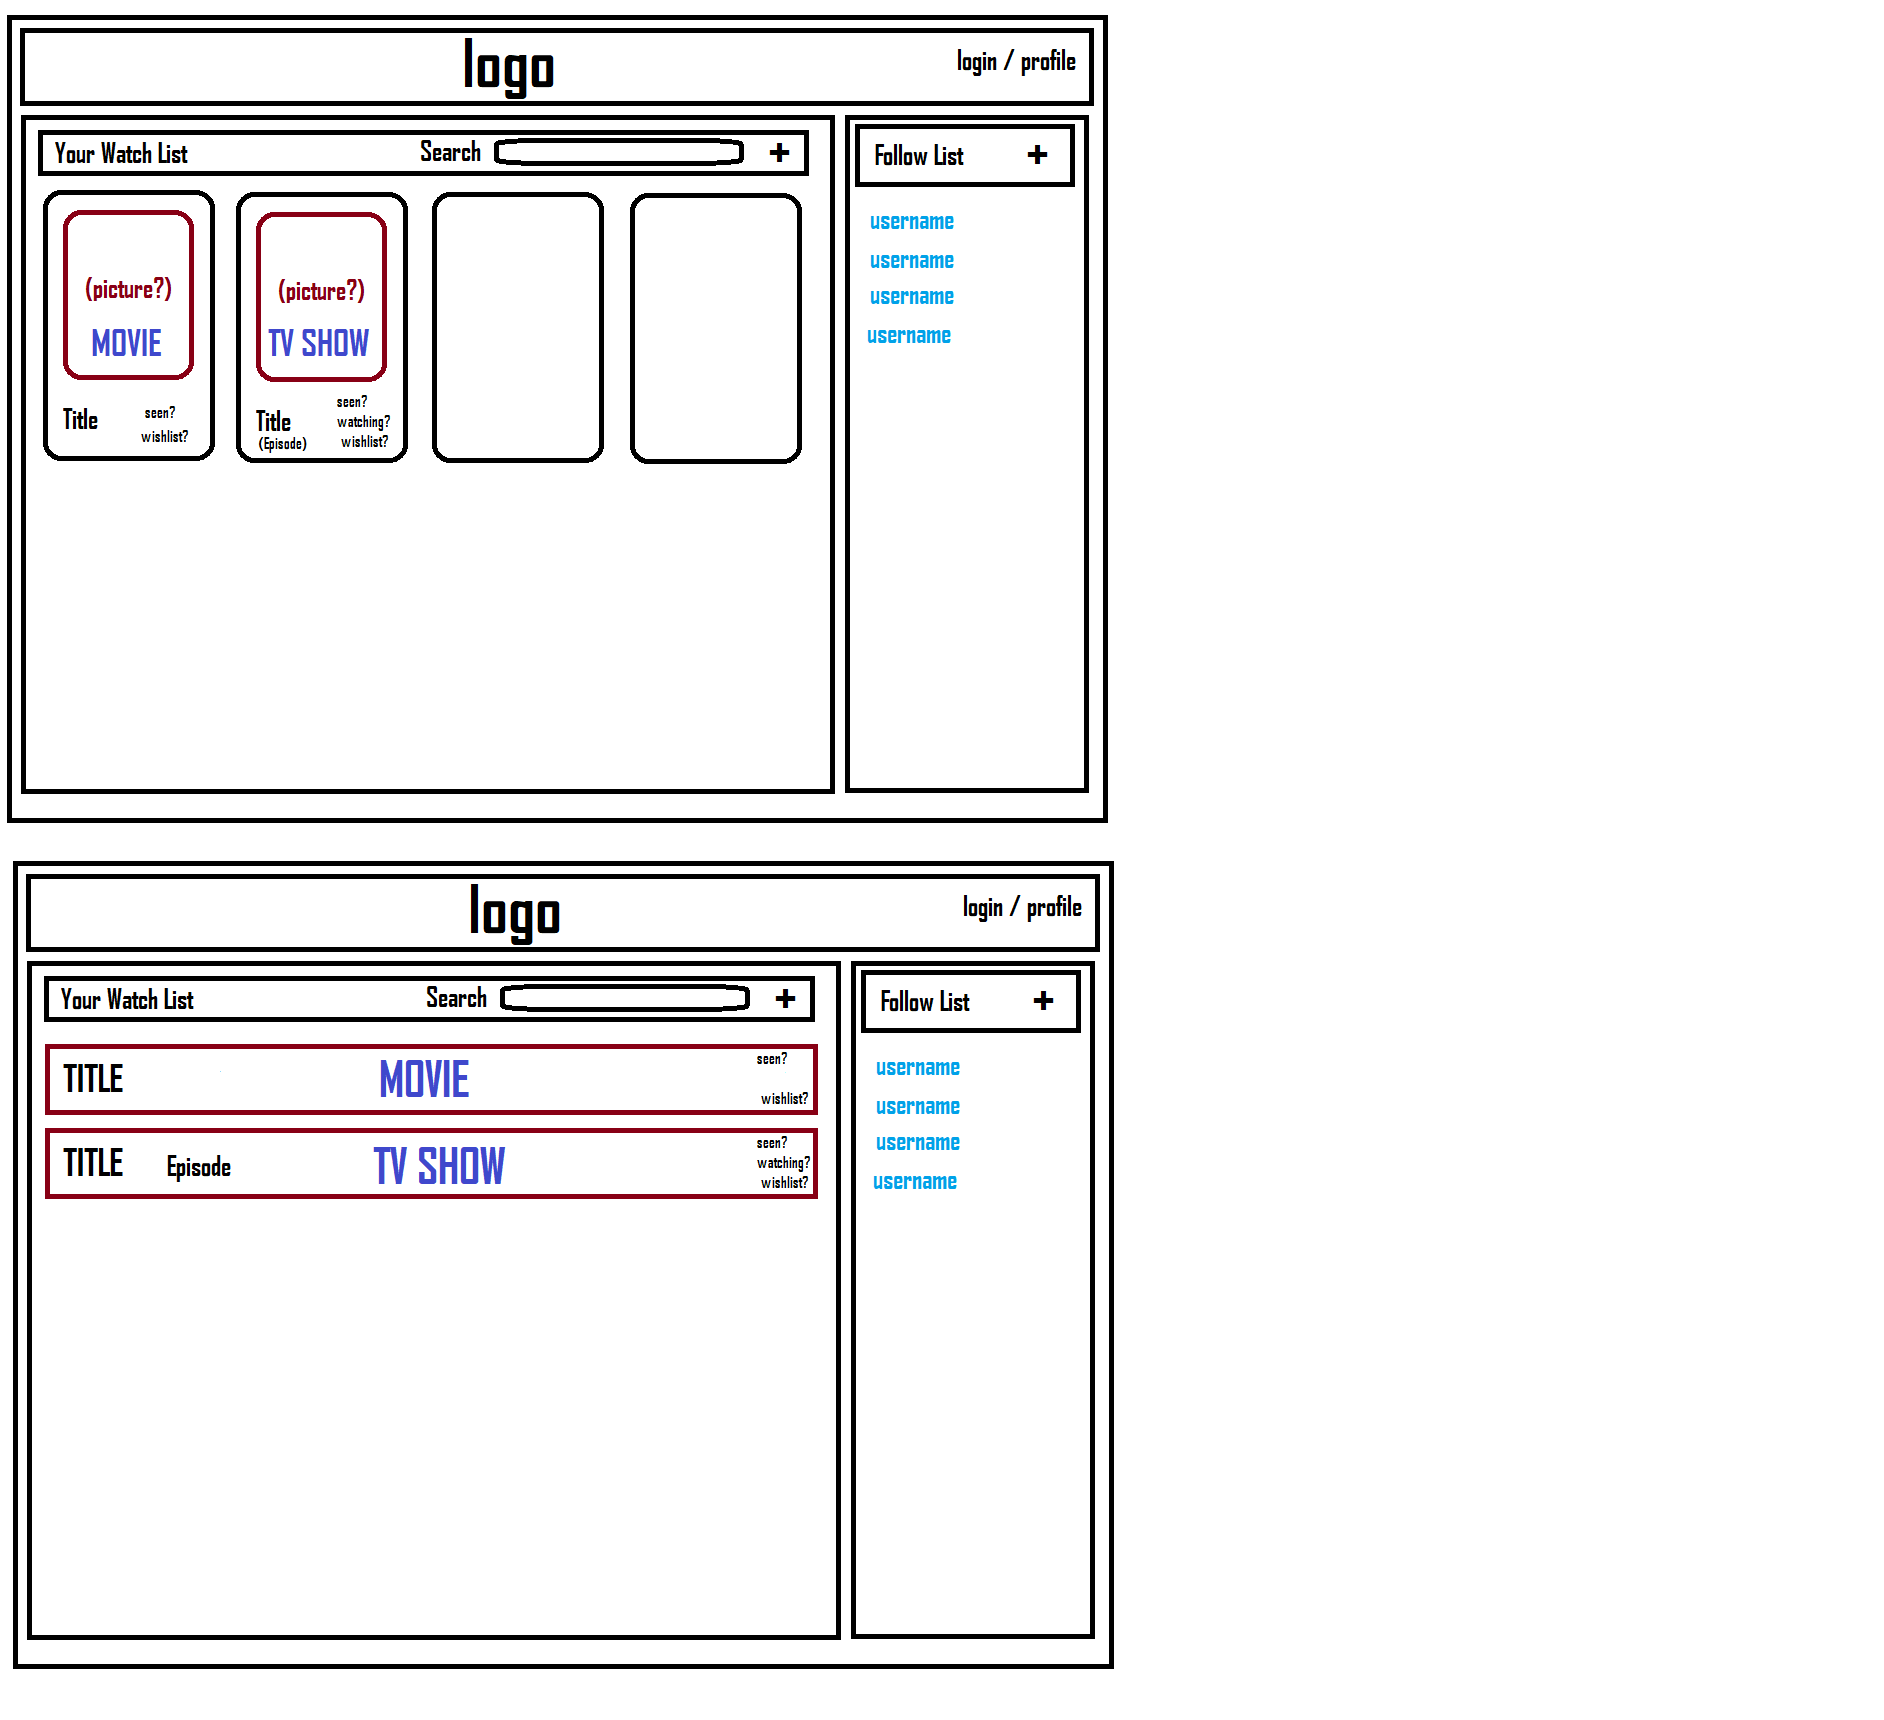 logo
login / profile
Your Watch List
Search
+
Follow List
+
(picture?)
MOVIE
Title
seen?
wishlist?
(picture?)
TV SHOW
Title
(Episode)
seen?
watching?
wishlist?
username
username
username
username
logo
login / profile
Your Watch List
Search
+
Follow List
+
TITLE
MOVIE
seen?
wishlist?
TITLE
Episode
TV SHOW
seen?
watching?
wishlist?
username
username
username
username